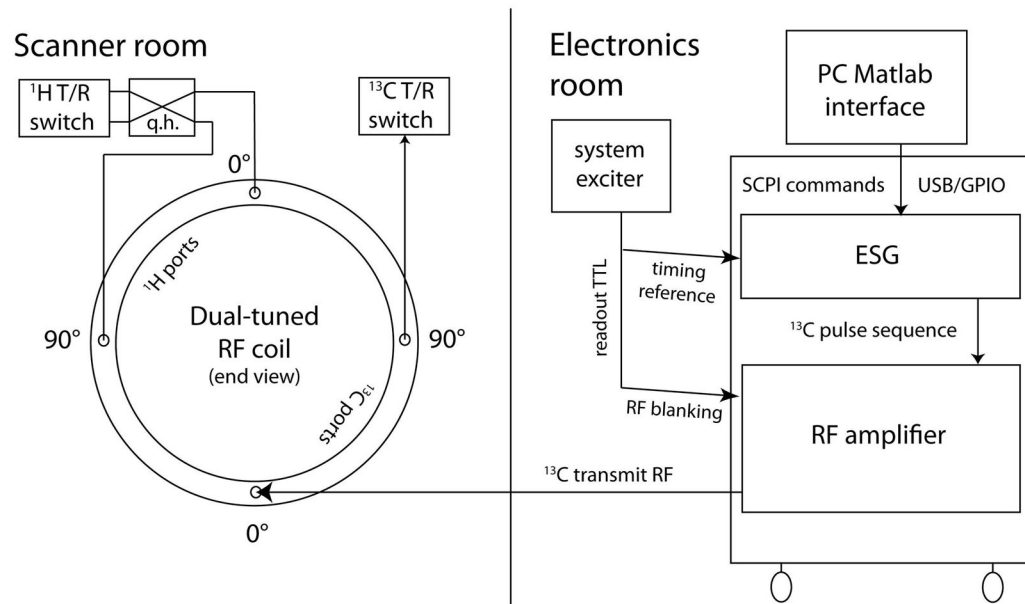 Scanner room
¹H T/R
switch
q.h.
¹³C T/R
switch
0°
¹H ports
90°
Dual-tuned
RF coil
(end view)
90°
¹³C ports
0°
Electronics
room
PC Matlab
interface
system
exciter
SCPI commands
USB/GPIO
ESG
timing
reference
readout TTL
¹³C pulse sequence
RF blanking
RF amplifier
¹³C transmit RF